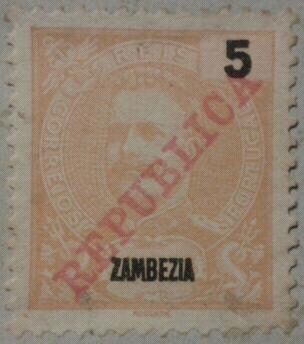 5
REIS
CORREIOS
PORTUGAL
REPUBLICA
ZAMBEZIA